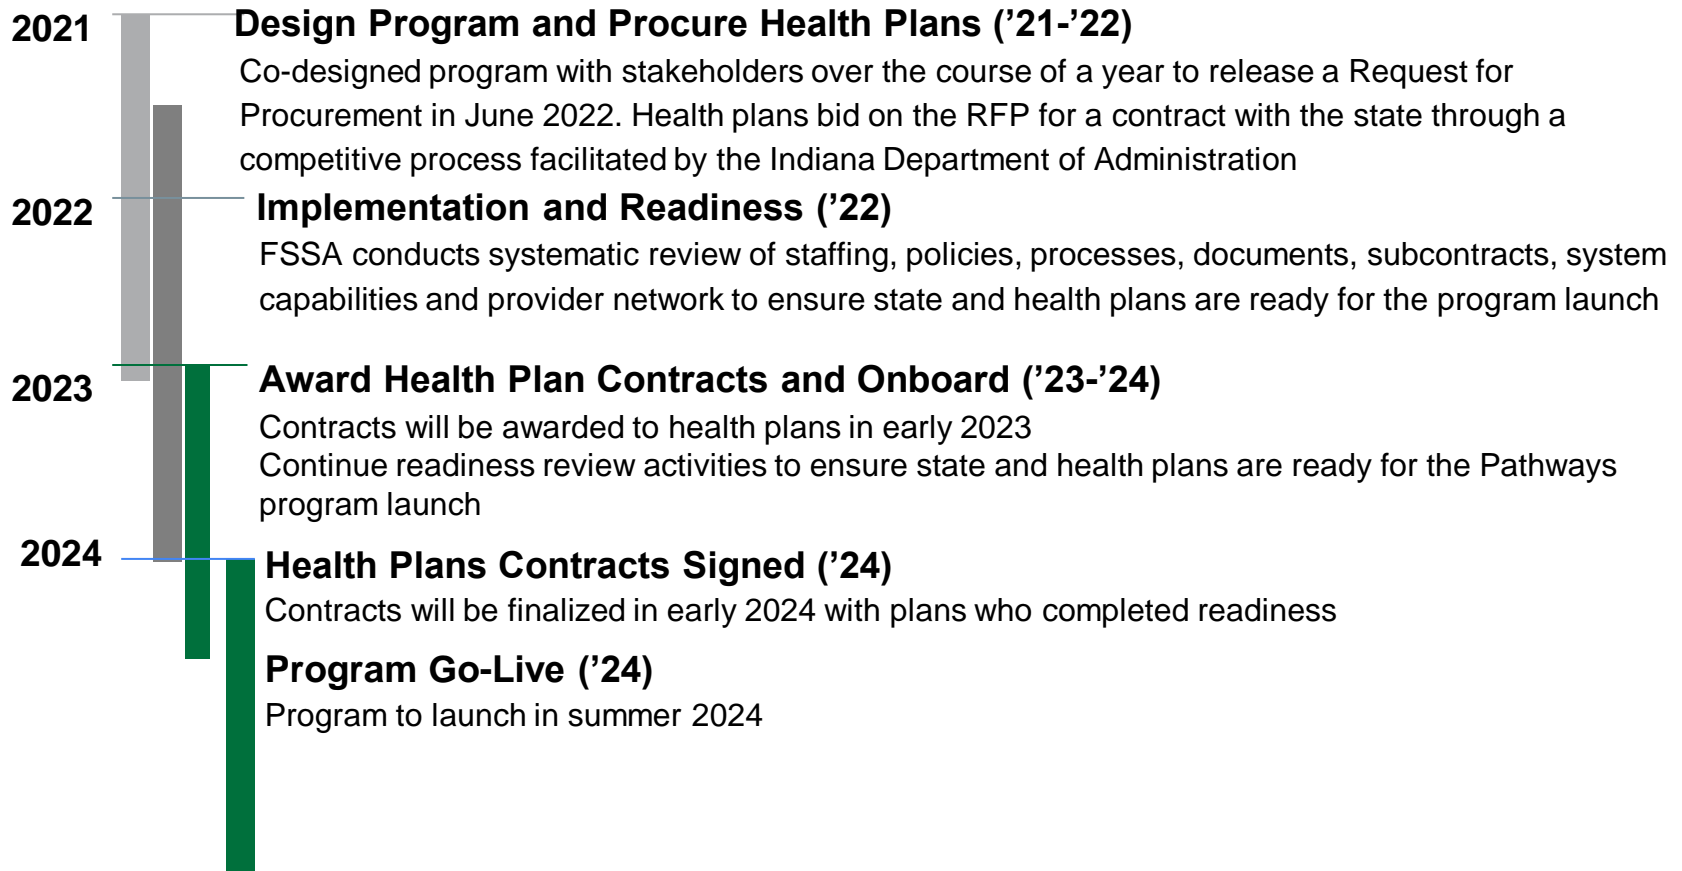 2021
Design Program and Procure Health Plans (’21-’22)
Co-designed program with stakeholders over the course of a year to release a Request for
Procurement in June 2022. Health plans bid on the RFP for a contract with the state through a
competitive process facilitated by the Indiana Department of Administration
2022
Implementation and Readiness (’22)
FSSA conducts systematic review of staffing, policies, processes, documents, subcontracts, system
capabilities and provider network to ensure state and health plans are ready for the program launch
2023
Award Health Plan Contracts and Onboard (’23-’24)
Contracts will be awarded to health plans in early 2023
Continue readiness review activities to ensure state and health plans are ready for the Pathways
program launch
2024
Health Plans Contracts Signed (’24)
Contracts will be finalized in early 2024 with plans who completed readiness
Program Go-Live (’24)
Program to launch in summer 2024